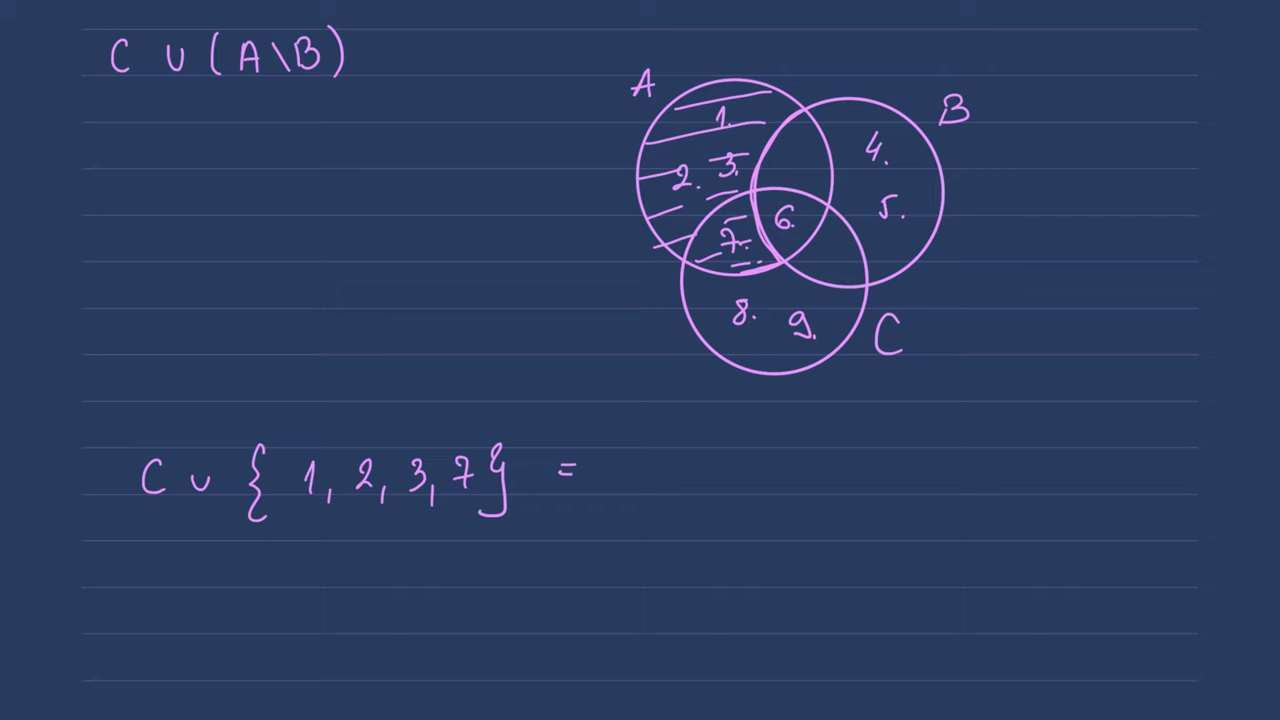 C ∪ (A\B)
A
B
1.
4.
2. 3.
5.
6.
7.
8. 9.
C
C ∪ { 1, 2, 3, 7} =